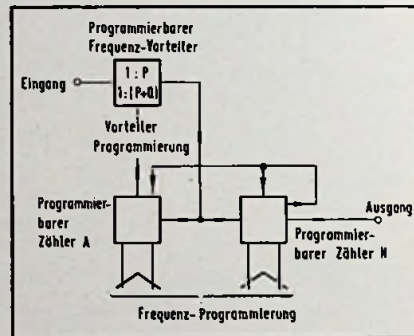 Programmierbarer
Frequenz-Vorteiler
Eingang
1 : P
1:(P+Q)
Vorteiler
Programmierung
Programmier-
barer
Zähler A
Ausgang
Programmier-
barer Zähler N
Frequenz-Programmierung